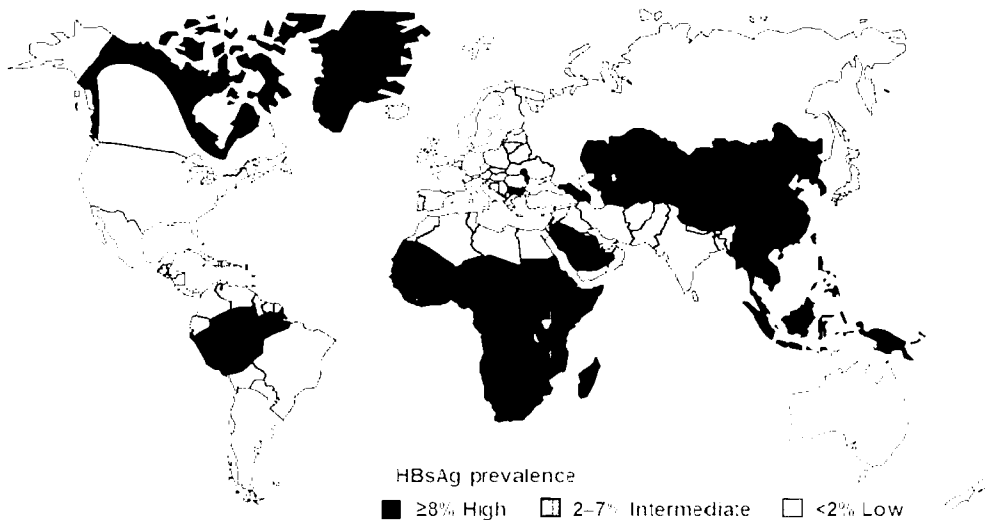 HBsAg prevalence
≥8% High 2–7% Intermediate <2% Low